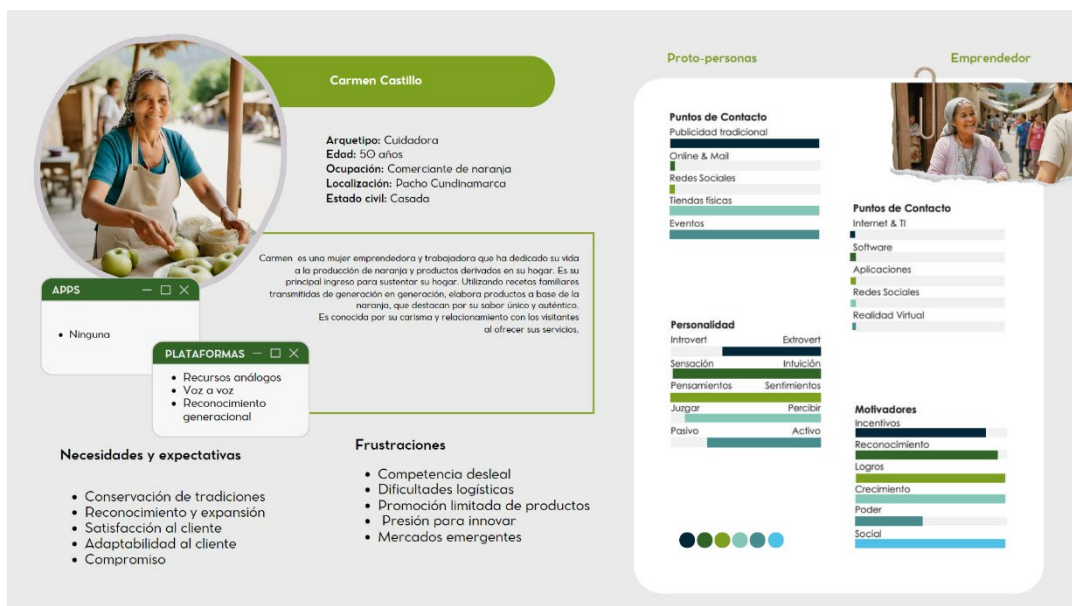 Carmen Castillo
Arquetipo: Cuidadora
Edad: 50 años
Ocupación: Comerciante de naranja
Localización: Pacho Cundinamarca
Estado civil: Casada
Carmen es una mujer emprendedora y trabajadora que ha dedicado su vida
a la producción de naranja y productos derivados en su hogar. Es su
principal ingreso para sustentar su hogar. Utilizando recetas familiares
transmitidas de generación en generación, elabora productos a base de la
naranja, que destacan por su sabor único y auténtico.
Es conocida por su carisma y relacionamiento con los visitantes
al ofrecer sus servicios.
APPS
• Ninguna
PLATAFORMAS
• Recursos análogos
• Voz a voz
• Reconocimiento
generacional
Necesidades y expectativas
• Conservación de tradiciones
• Reconocimiento y expansión
• Satisfacción al cliente
• Adaptabilidad al cliente
• Compromiso
Frustraciones
• Competencia desleal
• Dificultades logísticas
• Promoción limitada de productos
• Presión para innovar
• Mercados emergentes
Proto-personas
Emprendedor
Puntos de Contacto
Publicidad tradicional
Online & Mail
Redes Sociales
Tiendas físicas
Eventos
Personalidad
Introvert Extrovert
Sensación Intuición
Pensamientos Sentimientos
Juzgar Percibir
Pasivo Activo
Puntos de Contacto
Internet & TI
Software
Aplicaciones
Redes Sociales
Realidad Virtual
Motivadores
Incentivos
Reconocimiento
Logros
Crecimiento
Poder
Social